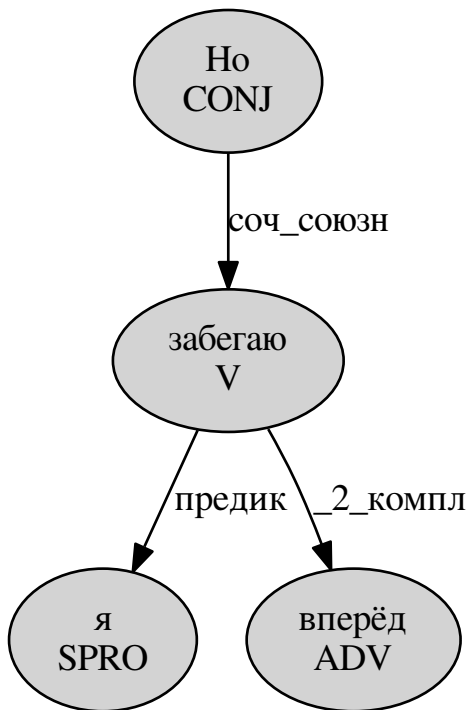 Но
CONJ
соч_союзн
забегаю
V
предик _2_компл
я вперёд
SPRO ADV